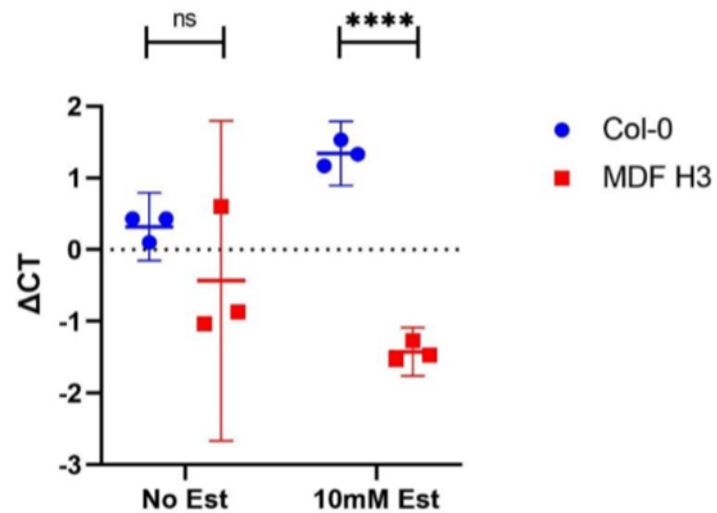 ns
****
Col-0
MDF H3
ΔCT
2
1
0
-1
-2
-3
No Est
10mM Est